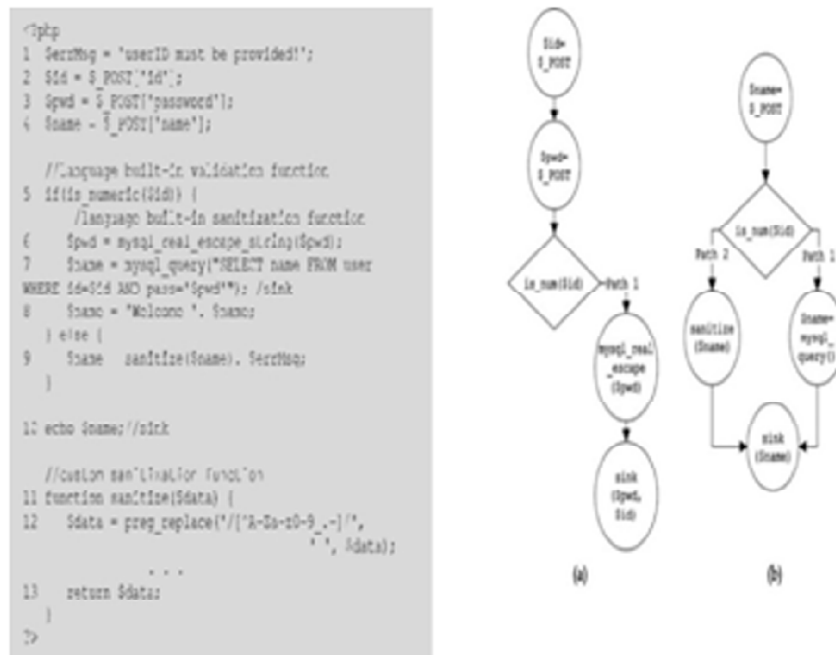 <?php
1 $errMsg = "userID must be provided!";
2 $id = $_POST["id"];
3 $pwd = $_POST["password"];
4 $name = $_POST["name"];
//language built-in validation function
5 if(is_numeric($id)) {
/language built-in sanitization function
6 $pwd = mysql_real_escape_string($pwd);
7 $name = mysql_query("SELECT name FROM user
WHERE id=$id AND pass='$pwd'"); /sink
8 $name = "Welcome ". $name;
} else {
9 $name sanitize($name). $errMsg;
}
10 echo $name;//sink
//custom sanitization function
11 function sanitize($data) {
12 $data = preg_replace("/[^A-Za-z0-9_.-]/",
" ", $data);
. . .
13 return $data;
}
?>
$id=
$_POST
$pwd=
$_POST
is_num($id)
Path 1
mysql_real
_escape
($pwd)
sink
($pwd,
$id)
(a)
$name=
$_POST
is_num($id)
Path 2
Path 1
sanitize
($name)
$name=
mysql_
query()
sink
($name)
(b)